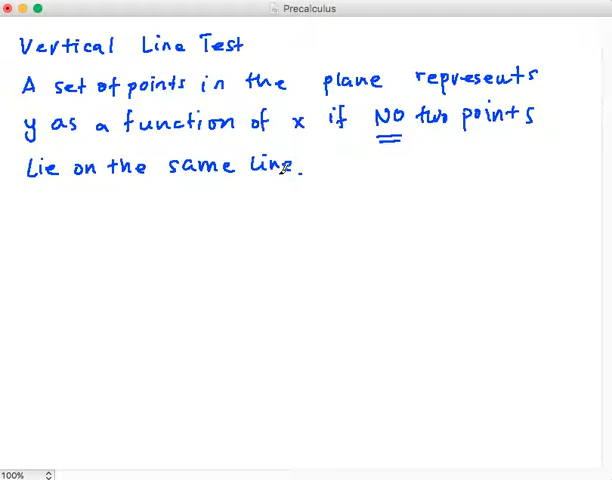 Precalculus
Vertical Line Test
A set of points in the plane represents
y as a function of x if NO two points
Lie on the same line.
100%